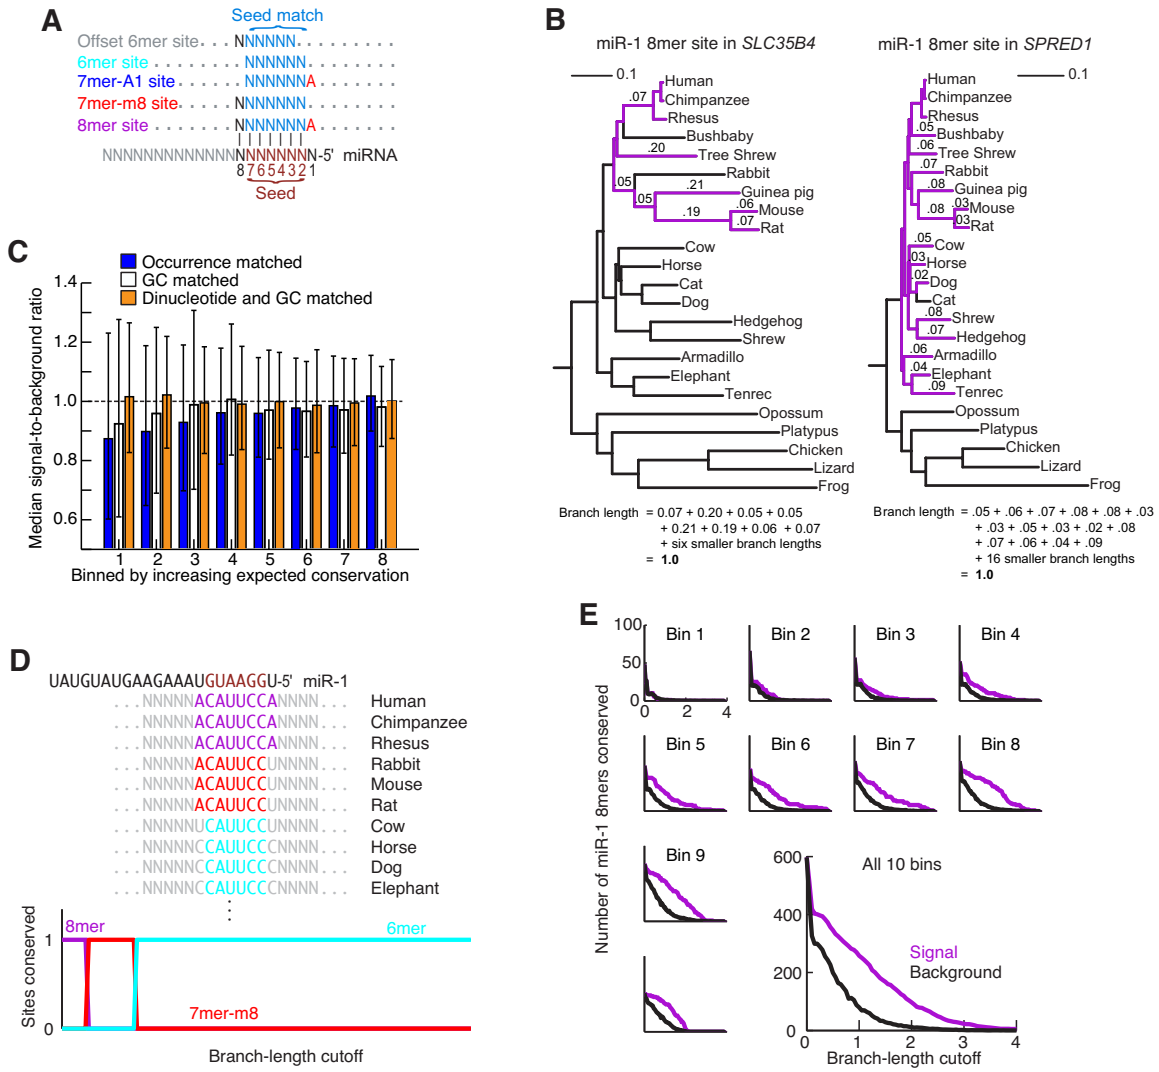 A
Seed match
Offset 6mer site. . . NNNNNN. . . . . . . . . .
6mer site . . . . . . . . NNNNNN . . . . . . . . .
7mer-A1 site . . . . . . . NNNNNNA . . . . . . . .
7mer-m8 site . . . . . NNNNNNN . . . . . . . . .
8mer site . . . . . . . . NNNNNNNA . . . . . . . .
NNNNNNNNNNNNNNNNNNNNN-5' miRNA
8 7 6 5 4 3 2 1
Seed
B
miR-1 8mer site in SLC35B4
0.1
Human
.07
Chimpanzee
Rhesus
Bushbaby
.20
Tree Shrew
Rabbit
.05
.21
Guinea pig
.05
.06
Mouse
.19
.07
Rat
Cow
Horse
Cat
Dog
Hedgehog
Shrew
Armadillo
Elephant
Tenrec
Opossum
Platypus
Chicken
Lizard
Frog
Branch length = 0.07 + 0.20 + 0.05 + 0.05
+ 0.21 + 0.19 + 0.06 + 0.07
+ six smaller branch lengths
= 1.0
miR-1 8mer site in SPRED1
0.1
Human
Chimpanzee
Rhesus
.05
Bushbaby
.06
Tree Shrew
.07
Rabbit
.08
Guinea pig
.03
Mouse
.08
.03
Rat
.05
Cow
.03
Horse
.02
Dog
Cat
.08
Shrew
.07
Hedgehog
.06
Armadillo
.04
Elephant
.09
Tenrec
Opossum
Platypus
Chicken
Lizard
Frog
Branch length = .05 + .06 + .07 + .08 + .08 + .03
+ .03 + .05 + .03 + .02 + .08
+ .07 + .06 + .04 + .09
+ 16 smaller branch lengths
= 1.0
C
Occurrence matched
GC matched
Dinucleotide and GC matched
Median signal-to-background ratio
1.4
1.2
1.0
0.8
0.6
1 2 3 4 5 6 7 8
Binned by increasing expected conservation
D
UAUGUAUGAAGAAAUGUAAGGU-5' miR-1
. . . NNNNNACAUUCCANNNN . . . Human
. . . NNNNNACAUUCCANNNN . . . Chimpanzee
. . . NNNNNACAUUCCANNNN . . . Rhesus
. . . NNNNNACAUUCCUNNNN . . . Rabbit
. . . NNNNNACAUUCCUNNNN . . . Mouse
. . . NNNNNACAUUCCUNNNN . . . Rat
. . . NNNNNUCAUUCCUNNNN . . . Cow
. . . NNNNNCCAUUCCCNNNN . . . Horse
. . . NNNNNCCAUUCCCNNNN . . . Dog
. . . NNNNNCCAUUCCCNNNN . . . Elephant
Sites conserved
1
0
8mer
6mer
7mer-m8
Branch-length cutoff
E
Number of miR-1 8mers conserved
100
50
0
0 2 4
Bin 1
Bin 2
Bin 3
Bin 4
Bin 5
Bin 6
Bin 7
Bin 8
Bin 9
All 10 bins
600
400
200
0
Signal
Background
0 1 2 3 4
Branch-length cutoff